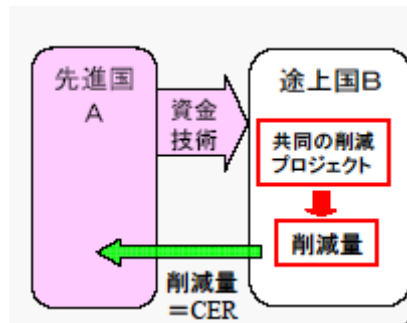 先進国
A
資金
技術
途上国B
共同の削減
プロジェクト
削減量
削減量
=CER